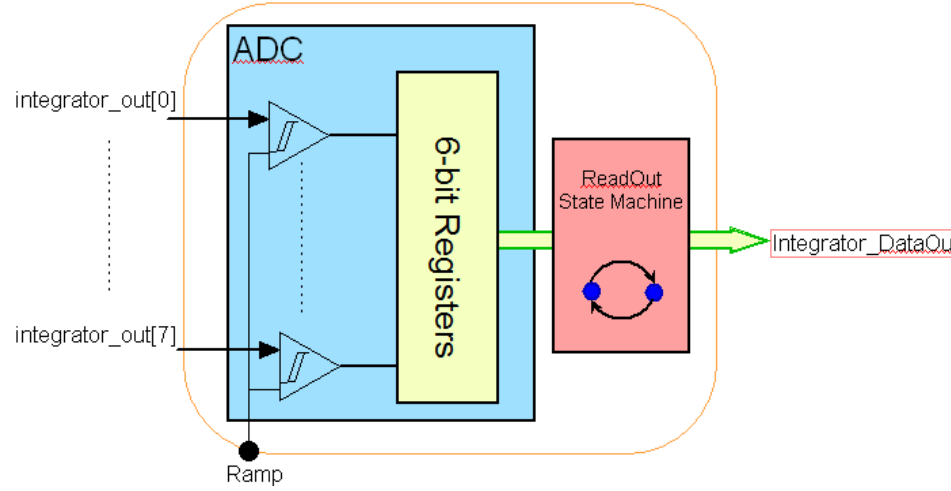 ADC
integrator_out[0]
6-bit Registers
ReadOut
State Machine
Integrator_DataOu
integrator_out[7]
Ramp